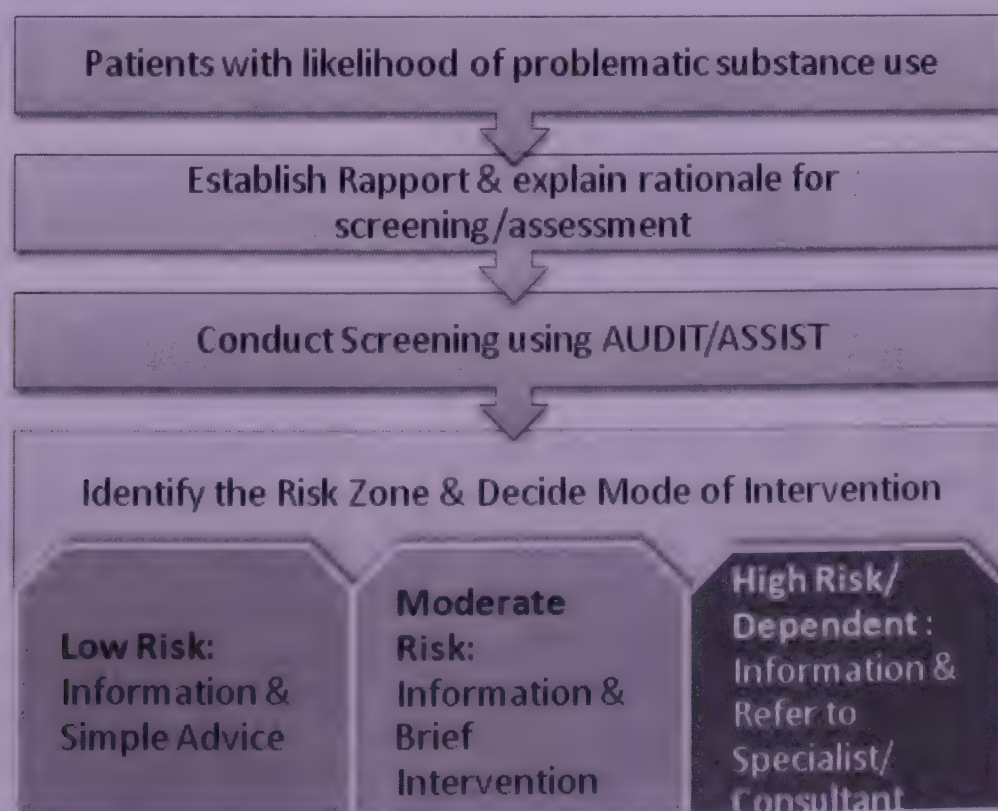 Patients with likelihood of problematic substance use
Establish Rapport & explain rationale for
screening/assessment
Conduct Screening using AUDIT/ASSIST
Identify the Risk Zone & Decide Mode of Intervention
Low Risk:
Information &
Simple Advice
Moderate
Risk:
Information &
Brief
Intervention
High Risk/
Dependent :
Information &
Refer to
Specialist/
Consultant